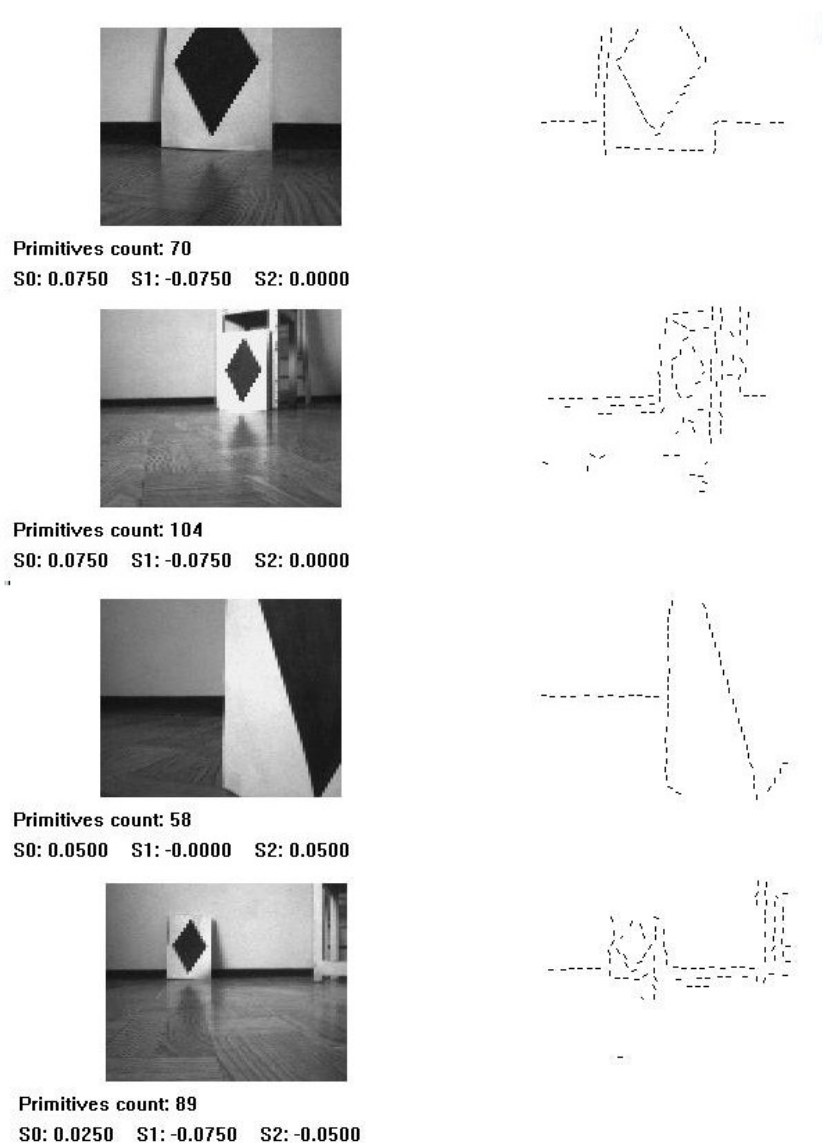 Primitives count: 70
S0: 0.0750 S1: -0.0750 S2: 0.0000
Primitives count: 104
S0: 0.0750 S1: -0.0750 S2: 0.0000
Primitives count: 58
S0: 0.0500 S1: -0.0000 S2: 0.0500
Primitives count: 89
S0: 0.0250 S1: -0.0750 S2: -0.0500